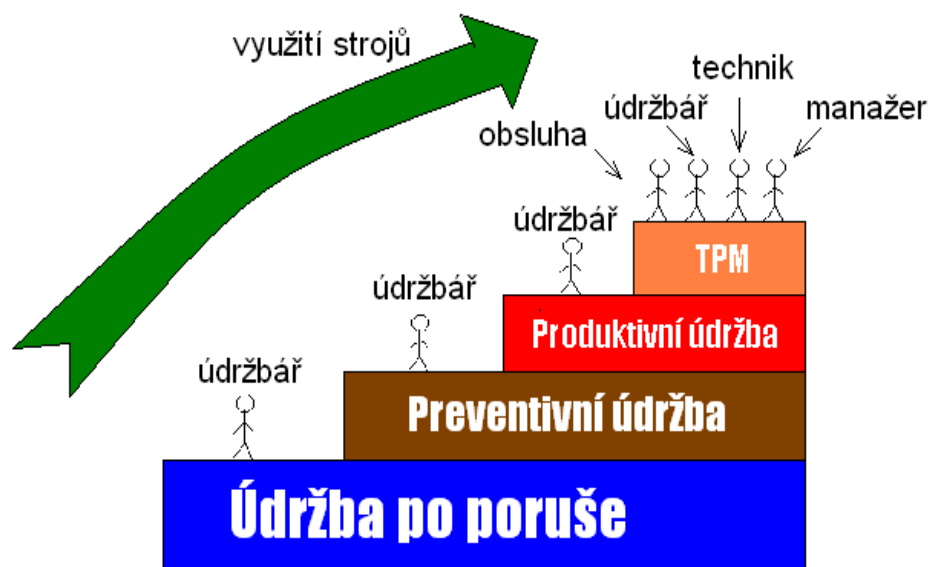 využití strojů
technik
údržbář
manažer
obsluha
údržbář
TPM
údržbář
Produktivní údržba
údržbář
Preventivní údržba
Údržba po poruše